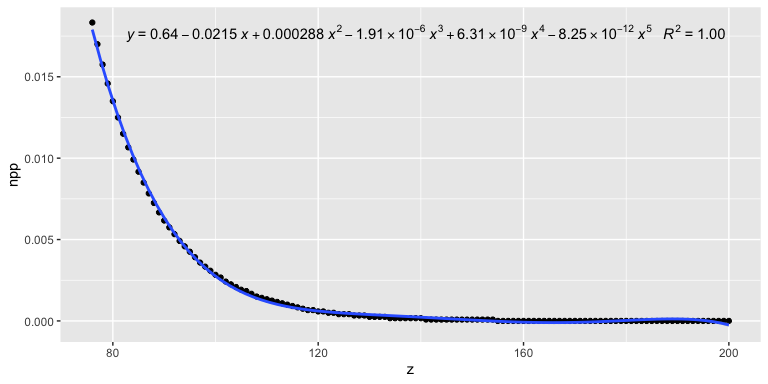 y = 0.64 − 0.0215 x + 0.000288 x² − 1.91 × 10⁻⁶ x³ + 6.31 × 10⁻⁹ x⁴ − 8.25 × 10⁻¹² x⁵   R² = 1.00
0.015
0.010
npp
0.005
0.000
80 120 160 200
z